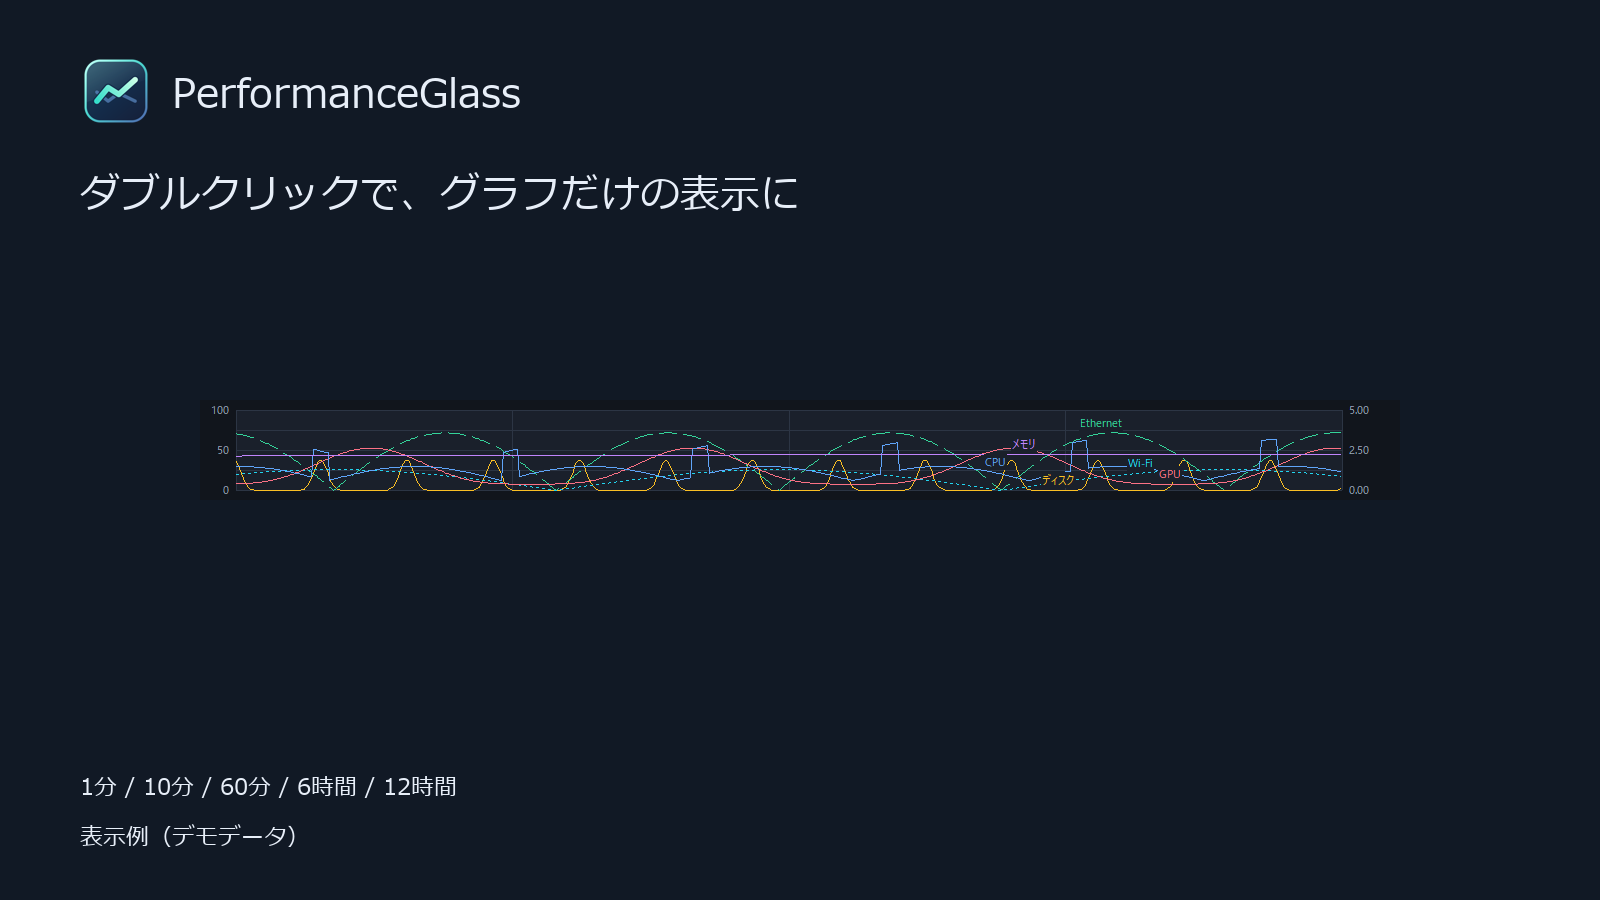 PerformanceGlass
ダブルクリックで、グラフだけの表示に
100
5.00
Ethernet
メモリ
50
2.50
CPU
Wi-Fi
GPU
ディスク
0
0.00
1分 / 10分 / 60分 / 6時間 / 12時間
表示例（デモデータ）